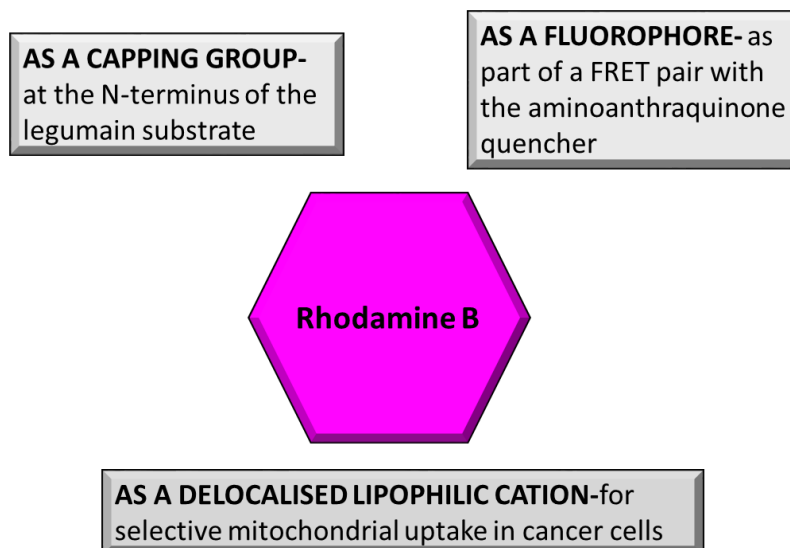 AS A CAPPING GROUP-
at the N-terminus of the
legumain substrate
AS A FLUOROPHORE- as
part of a FRET pair with
the aminoanthraquinone
quencher
Rhodamine B
AS A DELOCALISED LIPOPHILIC CATION-for
selective mitochondrial uptake in cancer cells